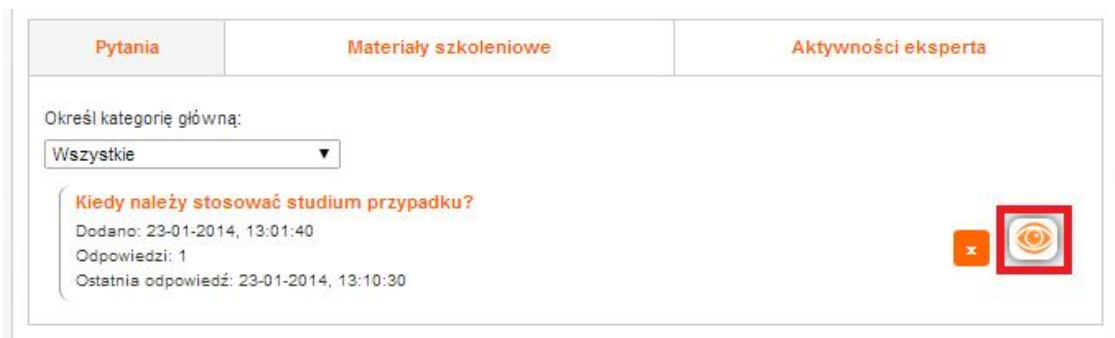 Pytania
Materiały szkoleniowe
Aktywności eksperta
Określ kategorię główną:
Wszystkie
Kiedy należy stosować studium przypadku?
Dodano: 23-01-2014, 13:01:40
Odpowiedzi: 1
Ostatnia odpowiedź: 23-01-2014, 13:10:30
x